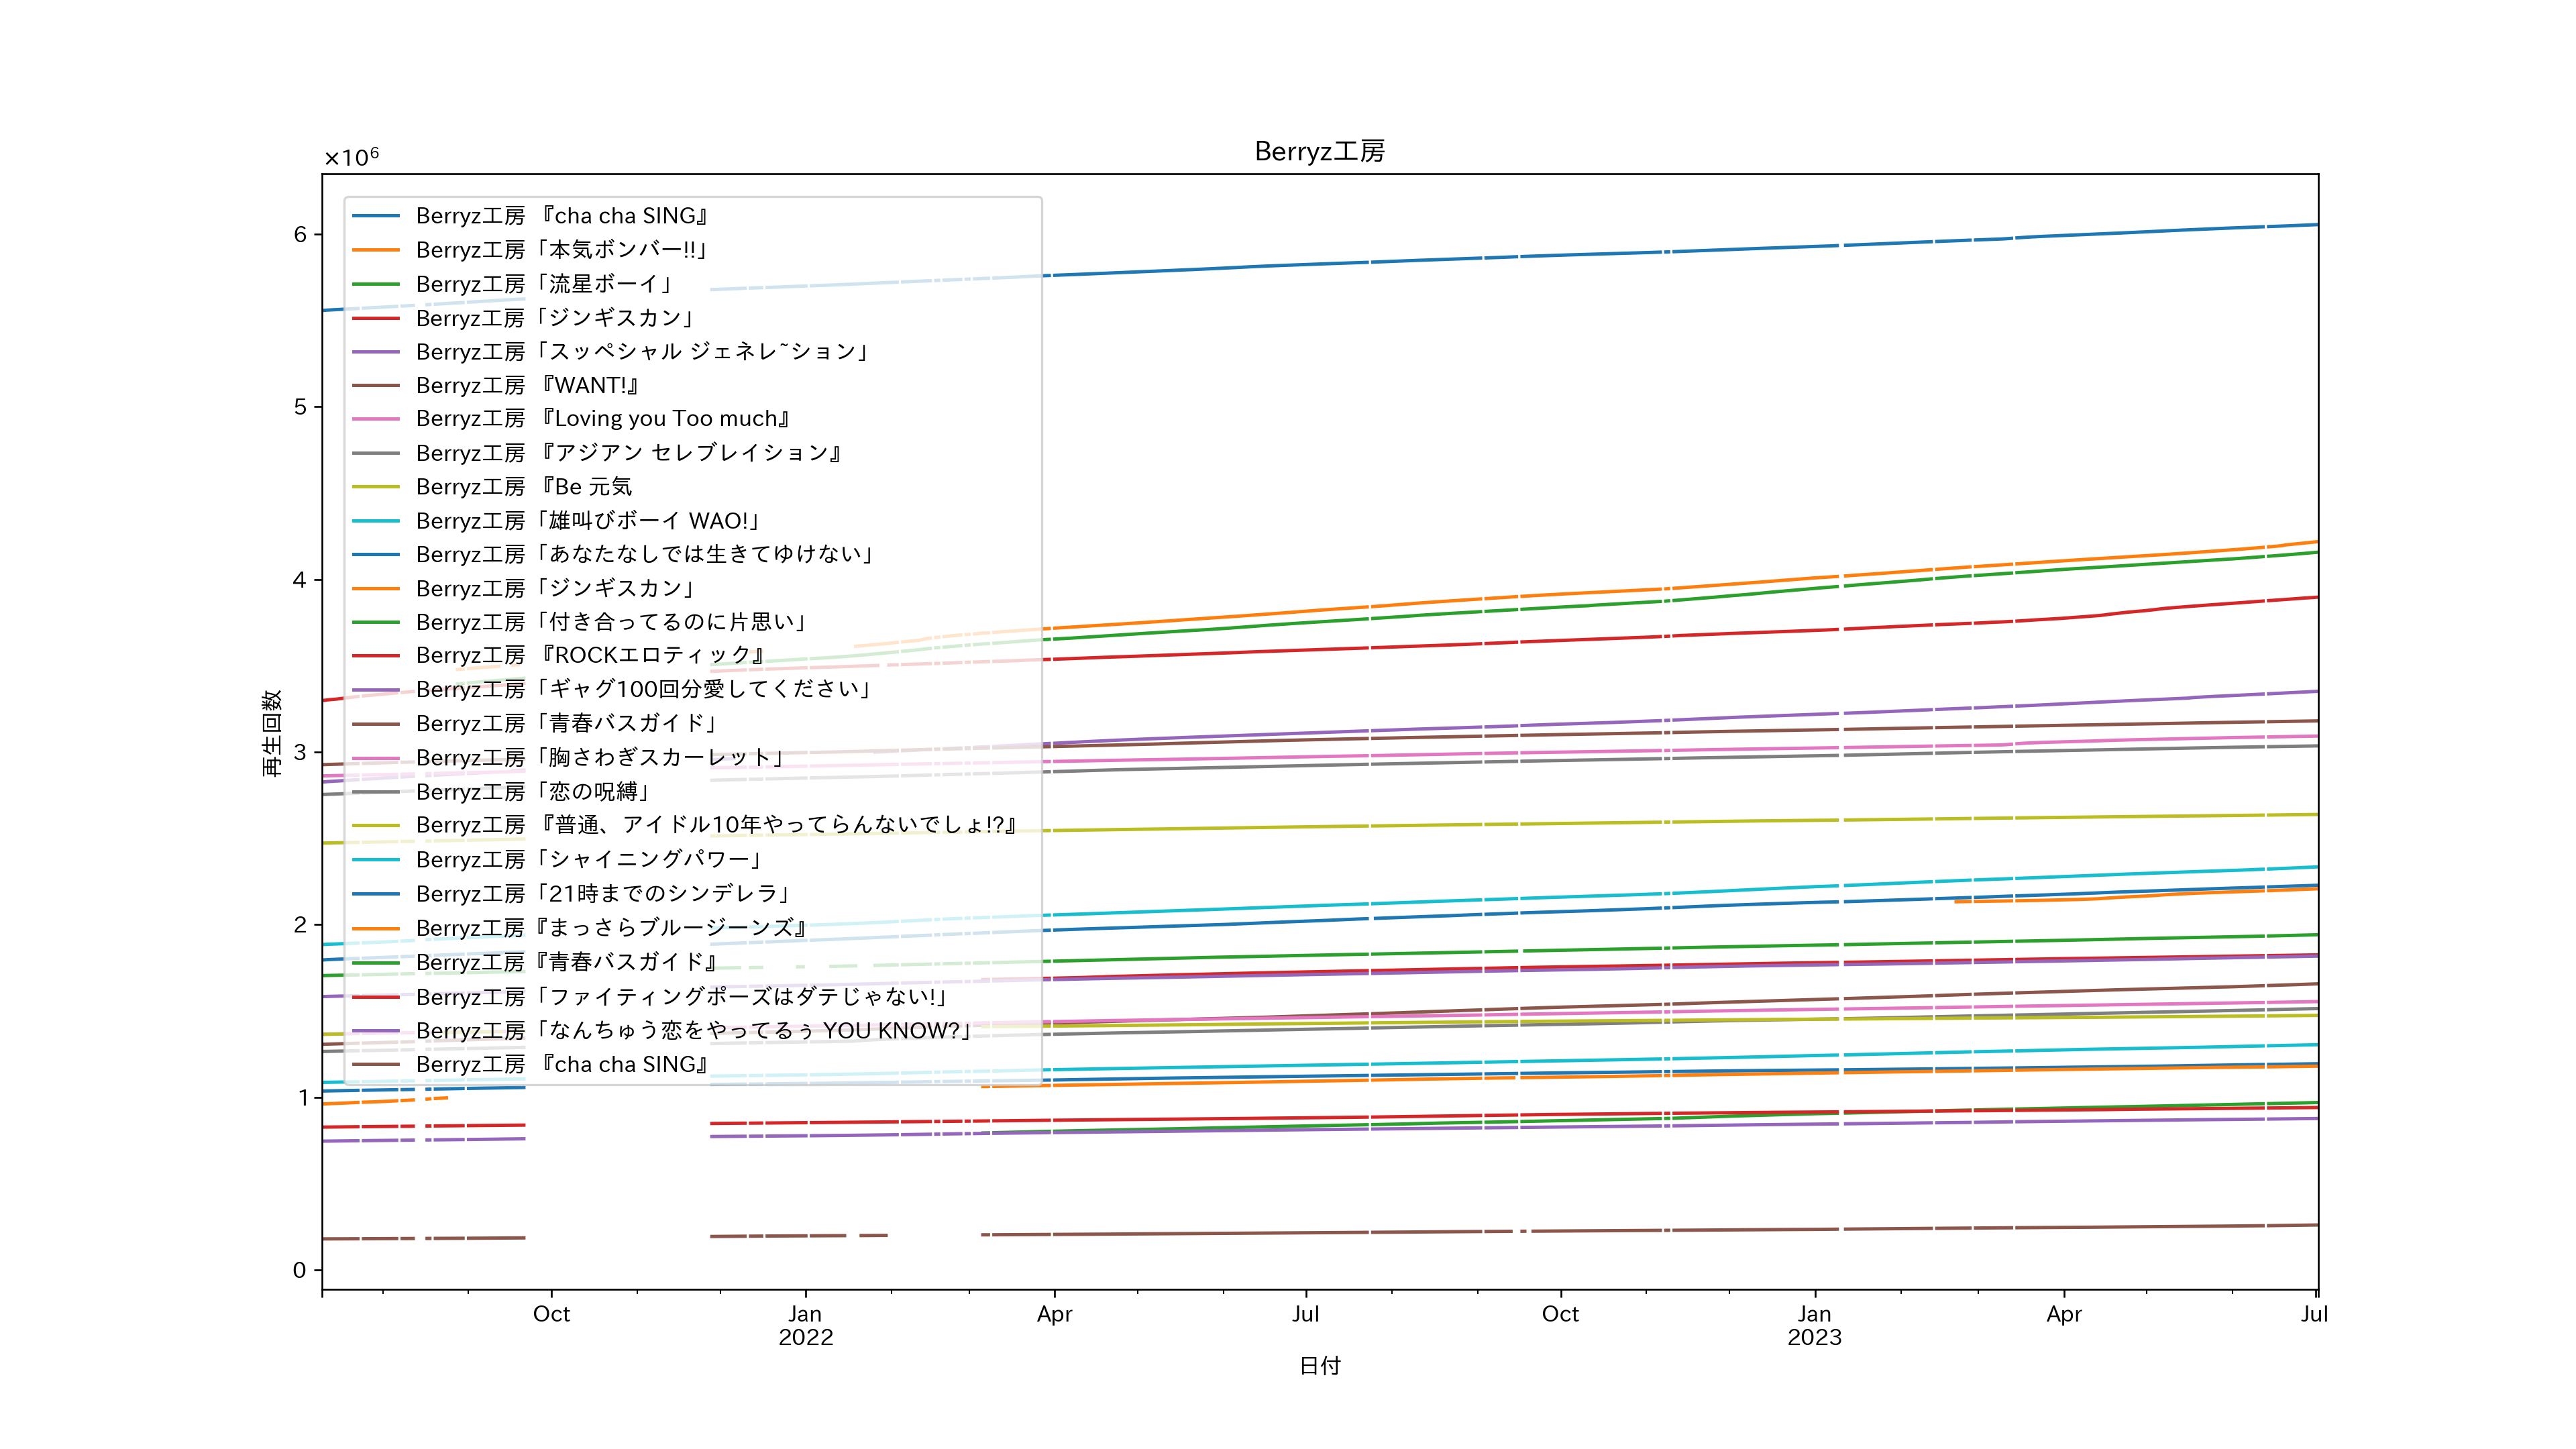 Berryz工房
×10⁶
Berryz工房 『cha cha SING』
Berryz工房「本気ボンバー!!」
Berryz工房「流星ボーイ」
Berryz工房「ジンギスカン」
Berryz工房「スッペシャル ジェネレ~ション」
Berryz工房 『WANT!』
Berryz工房 『Loving you Too much』
Berryz工房 『アジアン セレブレイション』
Berryz工房 『Be 元気
Berryz工房「雄叫びボーイ WAO!」
Berryz工房「あなたなしでは生きてゆけない」
Berryz工房「ジンギスカン」
Berryz工房「付き合ってるのに片思い」
Berryz工房 『ROCKエロティック』
Berryz工房「ギャグ100回分愛してください」
Berryz工房「青春バスガイド」
Berryz工房「胸さわぎスカーレット」
Berryz工房「恋の呪縛」
Berryz工房 『普通、アイドル10年やってらんないでしょ!?』
Berryz工房「シャイニングパワー」
Berryz工房「21時までのシンデレラ」
Berryz工房『まっさらブルージーンズ』
Berryz工房『青春バスガイド』
Berryz工房「ファイティングポーズはダテじゃない!」
Berryz工房「なんちゅう恋をやってるぅ YOU KNOW?」
Berryz工房 『cha cha SING』
6
5
4
3
2
1
0
再生回数
Oct Jan Apr Jul Oct Jan Apr Jul
2022 2023
日付